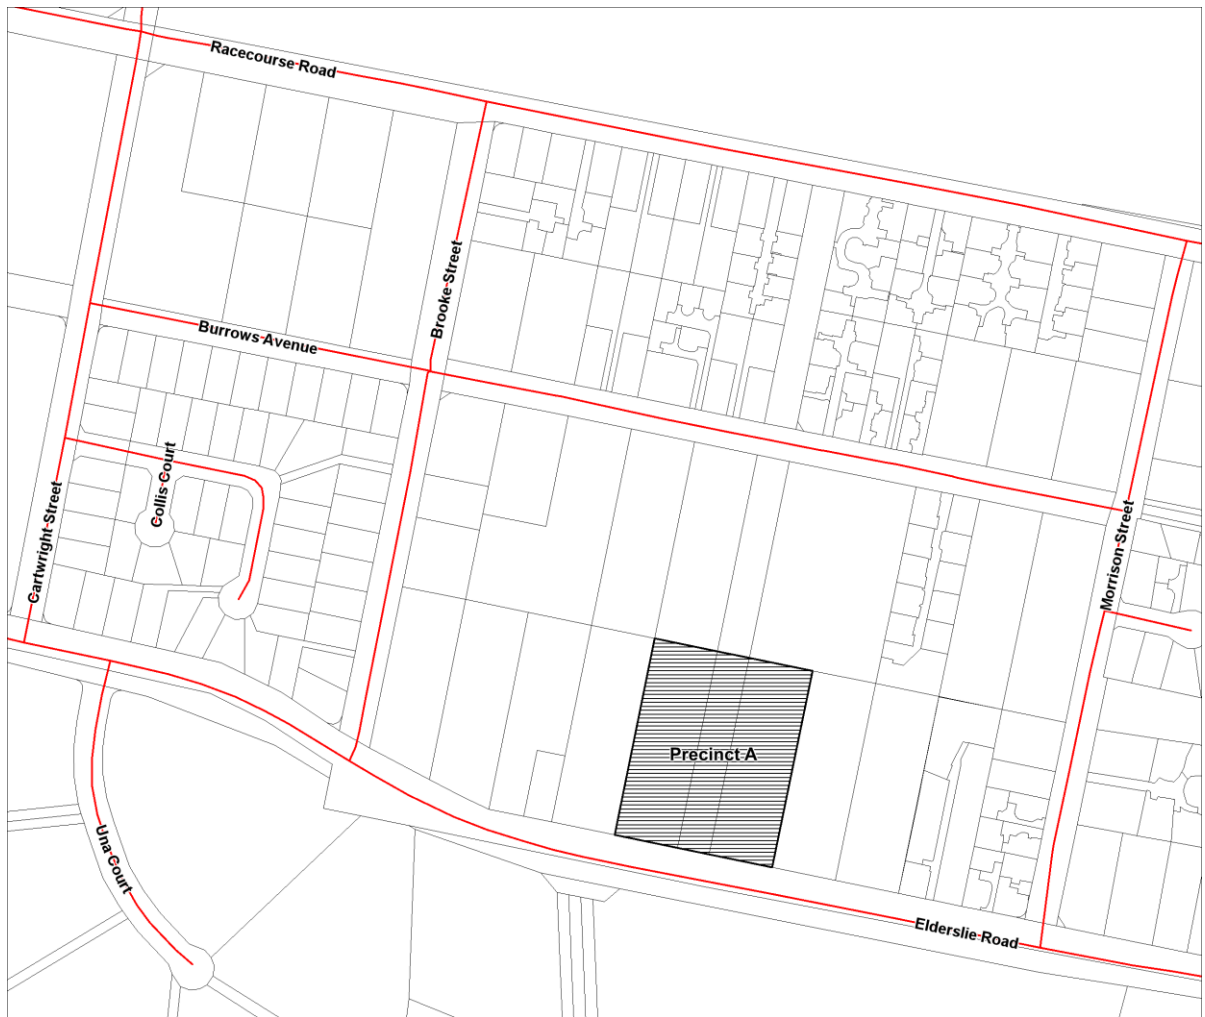 Racecourse Road
Brooke Street
Burrows Avenue
Collis Court
Cartwright Street
Morrison Street
Precinct A
Una Court
Elderslie Road